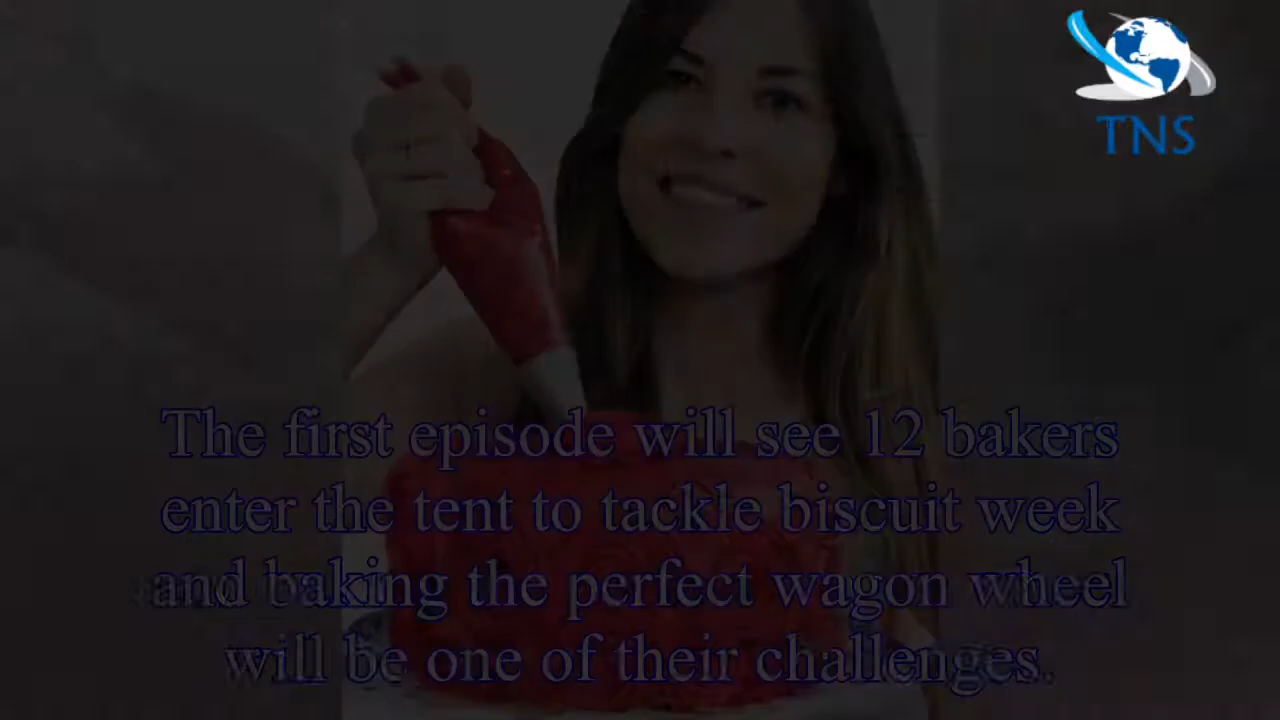 TNS
The first episode will see 12 bakers
enter the tent to tackle biscuit week
and baking the perfect wagon wheel
will be one of their challenges.